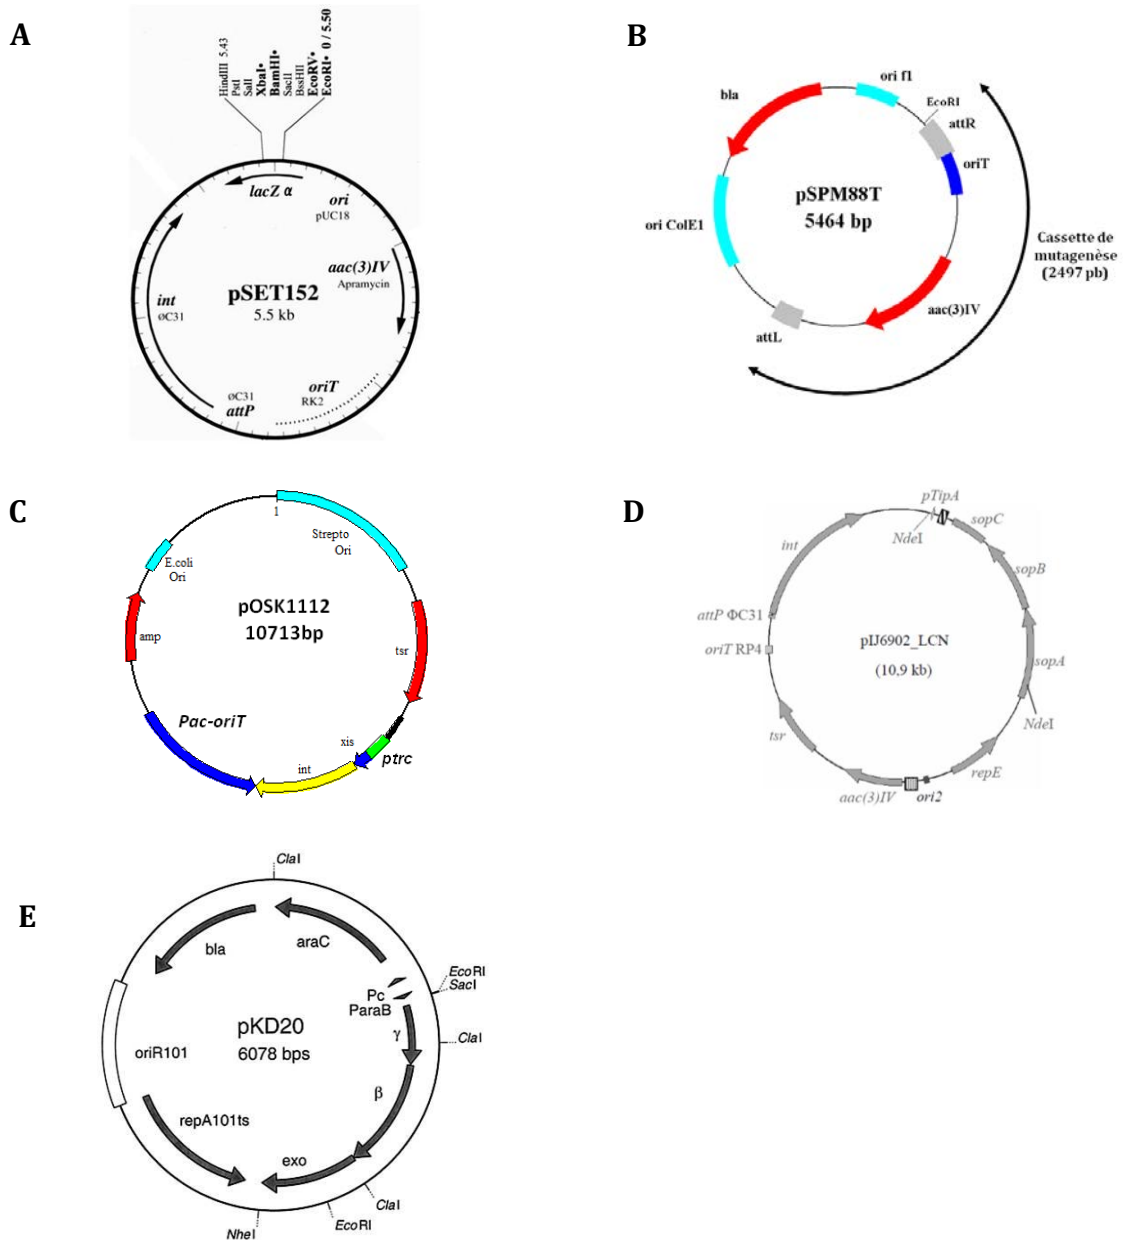 A
HindIII 5.43
PstI
SalI
XbaI•
BamHI•
SacII
BssHII
EcoRV•
EcoRI• 0 / 5.50
lacZ α
ori
pUC18
aac(3)IV
Apramycin
pSET152
5.5 kb
int
øC31
øC31
attP
oriT
RK2
B
ori f1
bla
EcoRI
attR
oriT
pSPM88T
5464 bp
ori ColE1
Cassette de
mutagenèse
(2497 pb)
aac(3)IV
attL
C
1
Strepto
Ori
E.coli
Ori
pOSK1112
10713bp
amp
tsr
Pac-oriT
xis
ptrc
int
D
pTipA
NdeI
sopC
int
sopB
attP ΦC31
oriT RP4
pIJ6902_LCN
(10,9 kb)
sopA
NdeI
tsr
repE
aac(3)IV
ori2
E
ClaI
bla
araC
EcoRI
SacI
Pc
ParaB
pKD20
6078 bps
γ
ClaI
oriR101
β
repA101ts
exo
ClaI
EcoRI
NheI